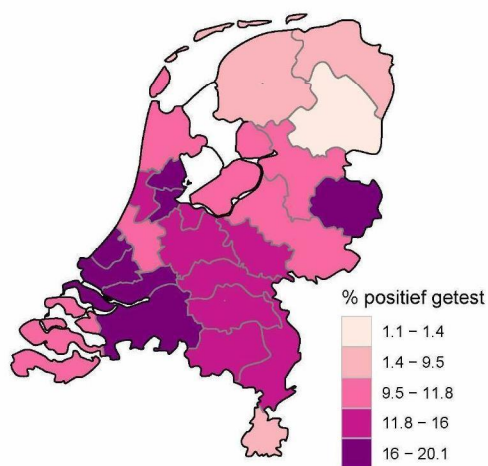 % positief getest
1.1 – 1.4
1.4 – 9.5
9.5 – 11.8
11.8 – 16
16 – 20.1